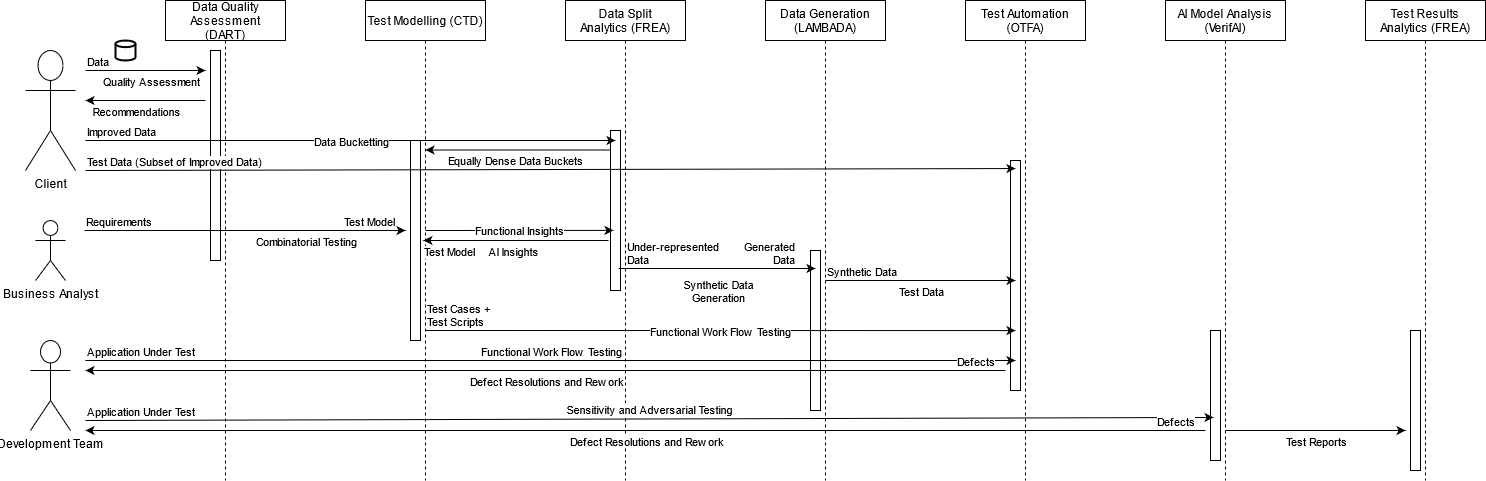 Data Quality
Assessment
(DART)
Test Modelling (CTD)
Data Split
Analytics (FREA)
Data Generation
(LAMBADA)
Test Automation
(OTFA)
AI Model Analysis
(VerifAI)
Test Results
Analytics (FREA)
Data
Quality Assessment
Recommendations
Improved Data
Data Bucketting
Equally Dense Data Buckets
Test Data (Subset of Improved Data)
Client
Requirements
Test Model
Combinatorial Testing
Functional Insights
Test Model
AI Insights
Under-represented
Data
Generated
Data
Synthetic Data
Generation
Synthetic Data
Test Data
Business Analyst
Test Cases +
Test Scripts
Functional Work Flow Testing
Application Under Test
Functional Work Flow Testing
Defects
Defect Resolutions and Rework
Application Under Test
Sensitivity and Adversarial Testing
Defects
Development Team
Defect Resolutions and Rework
Test Reports